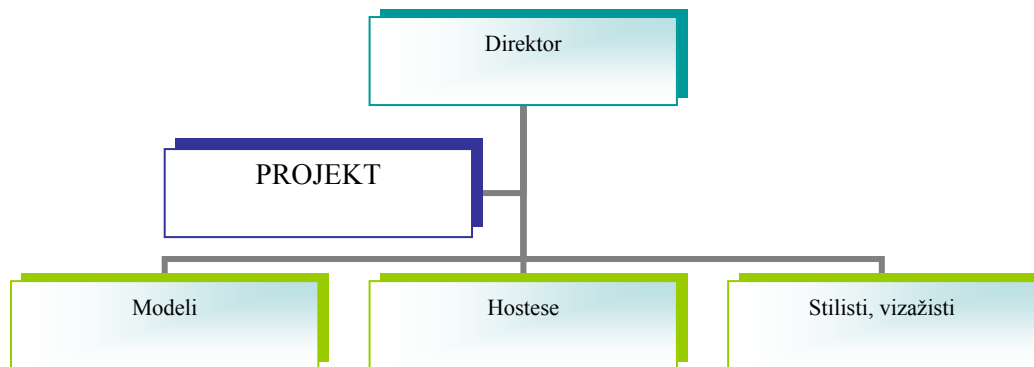 Direktor
PROJEKT
Modeli
Hostese
Stilisti, vizažisti